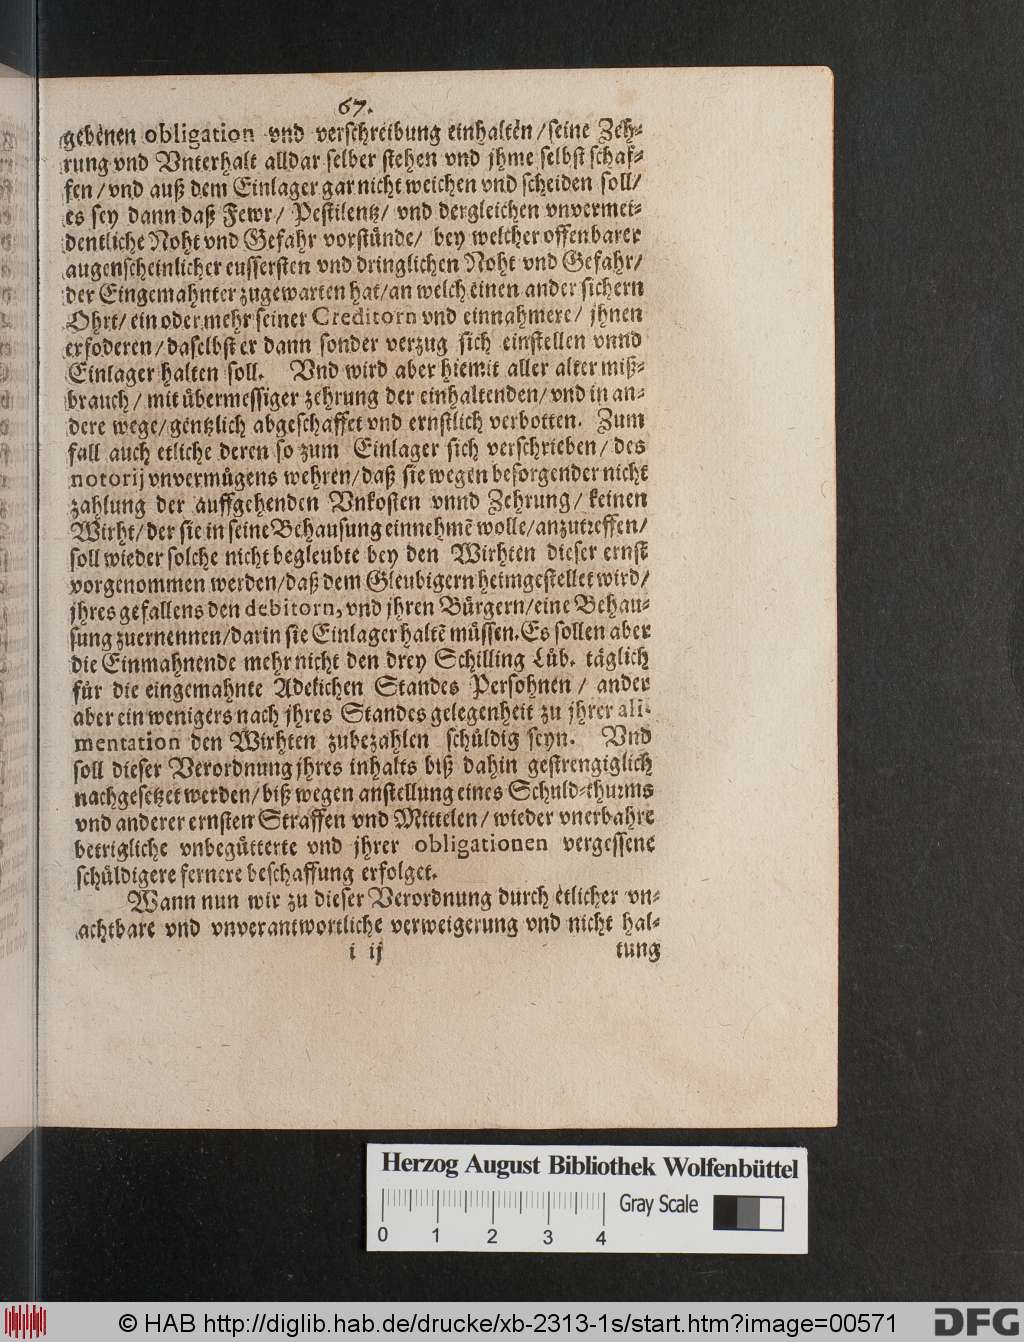 67.
gebenen obligation vnd verschreibung einhalten/seine Zeh-
rung vnd Vnterhalt alldar selber stehen vnd jhme selbst schaf-
fen/vnd auß dem Einlager gar nicht weichen vnd scheiden soll/
es sey dann daß Fewr/ Pestilentz/ vnd dergleichen vnvermei-
dentliche Noht vnd Gefahr vorstünde/ bey welcher offenbarer
augenscheinlicher eussersten vnd dringlichen Noht vnd Gefahr/
der Eingemahnter zugewarten hat/an welch einen ander sichern
Ohrt/ein oder mehr seiner Creditorn vnd einnahmere/ jhnen
erfoderen/daselbst er dann sonder verzug sich einstellen vnnd
Einlager halten soll. Vnd wird aber hiemit aller alter miß-
brauch/mit übermessiger zehrung der einhaltenden/vnd in an-
dere wege/gentzlich abgeschaffet vnd ernstlich verbotten. Zum
fall auch etliche deren so zum Einlager sich verschrieben/des
notorij vnvermügens wehren/daß sie wegen besorgender nicht
zahlung der auffgehenden Vnkosten vnnd Zehrung/keinen
Wirht/der sie in seine Behausung einnehmē wolle/anzutreffen/
soll wieder solche nicht begleubte bey den Wirhten dieser ernst
vorgenommen werden/daß dem Gleubigern heimgestellet wird/
jhres gefallens den debitorn, vnd jhren Bürgern/eine Behau-
sung zuernennen/darin sie Einlager haltē müssen. Es sollen aber
die Einmahnende mehr nicht den drey Schilling Lüb. täglich
für die eingemahnte Adelichen Standes Persohnen/ ander
aber ein wenigers nach jhres Standes gelegenheit zu jhrer ali-
mentation den Wirhten zubezahlen schüldig seyn. Vnd
soll dieser Verordnung jhres inhalts biß dahin gestrengiglich
nachgesetzet werden/biß wegen anstellung eines Schuld-thurms
vnd anderer ernsten Straffen vnd Mittelen/wieder vnerbahre
betrigliche vnbegütterte vnd jhrer obligationen vergessene
schüldigere fernere beschaffung erfolget.
Wann nun wir zu dieser Verordnung durch etlicher vn-
achtbare vnd vnverantwortliche verweigerung vnd nicht hal-
i ij tung
Herzog August Bibliothek Wolfenbüttel
Gray Scale
0 1 2 3 4
© HAB http://diglib.hab.de/drucke/xb-2313-1s/start.htm?image=00571
DFG